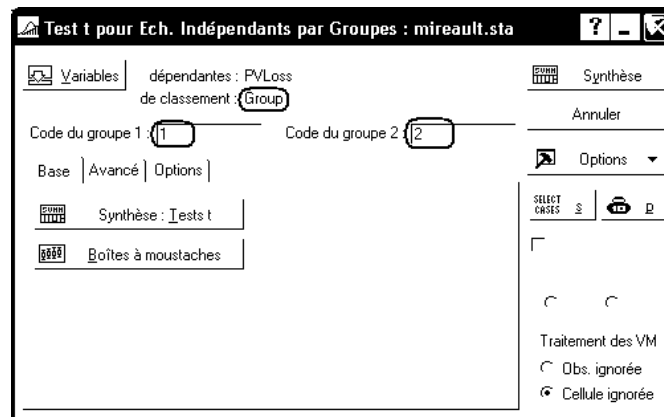 Test t pour Ech. Indépendants par Groupes : mireault.sta
Variables
dépendantes : PVLoss
de classement : Group
Code du groupe 1 : 1
Code du groupe 2 : 2
Base
Avancé
Options
Synthèse : Tests t
Boîtes à moustaches
? _
Synthèse
Annuler
Options
SELECT CASES S
D
Traitement des VM
Obs. ignorée
Cellule ignorée